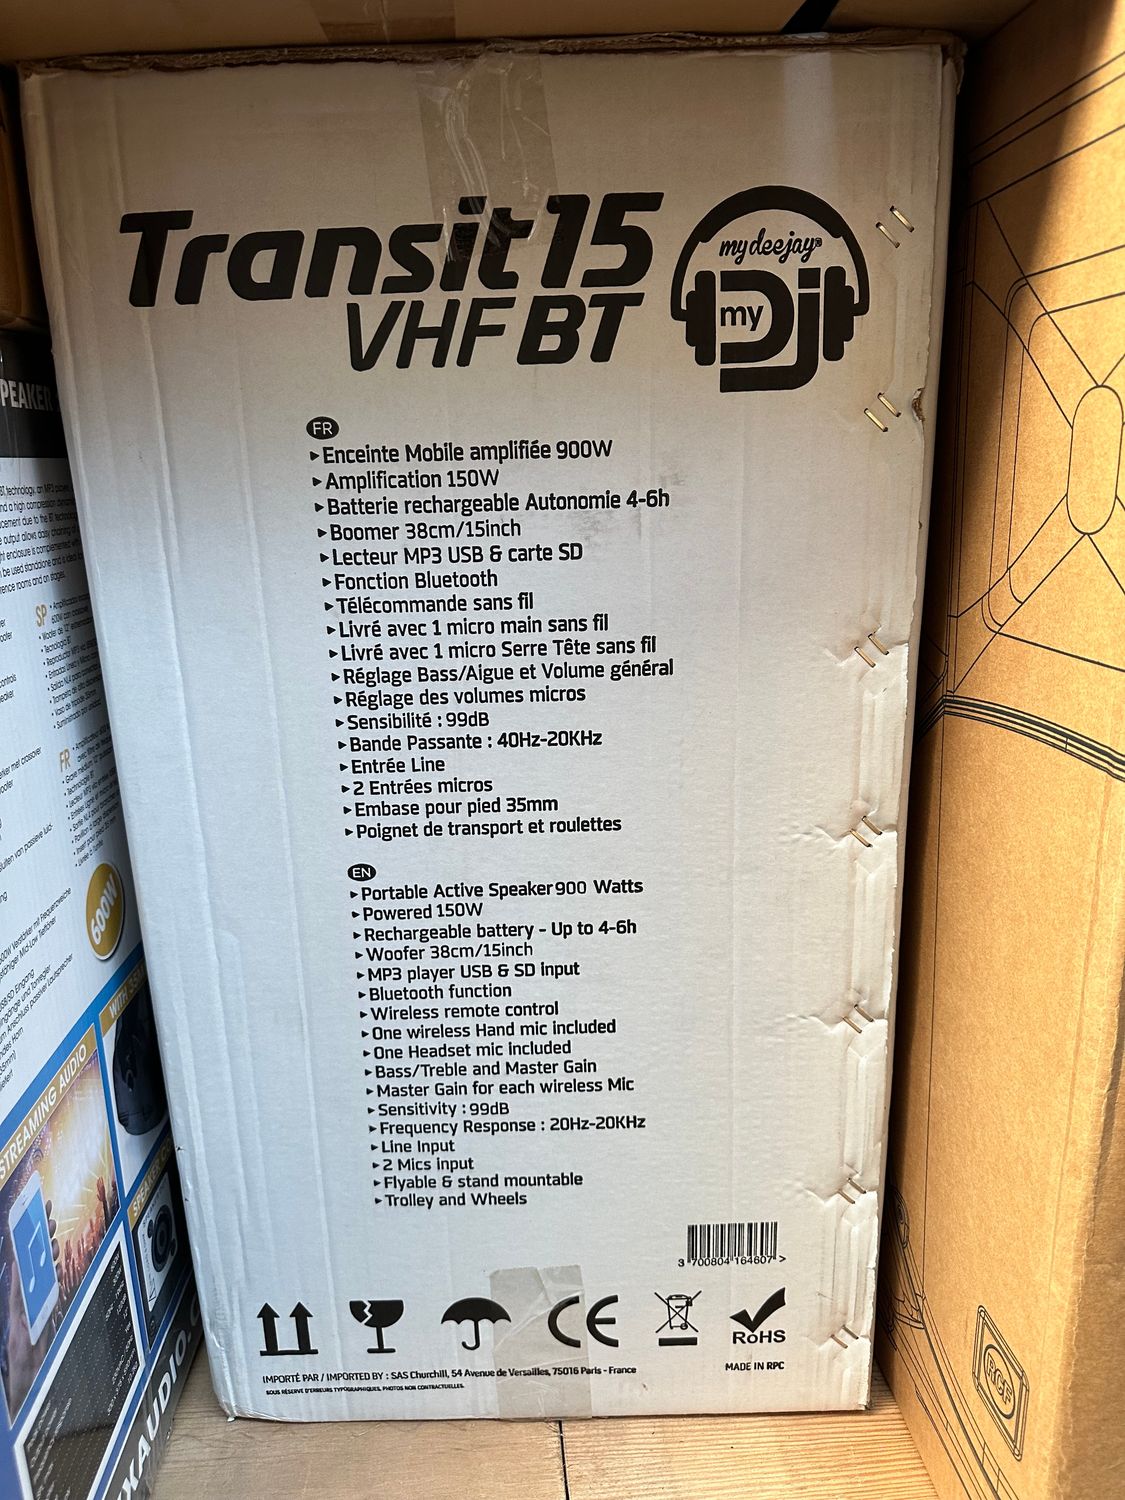 Transit 15
VHF BT
my deejay®
my Dj
FR
Enceinte Mobile amplifiée 900W
Amplification 150W
Batterie rechargeable Autonomie 4-6h
Boomer 38cm/15inch
Lecteur MP3 USB & carte SD
Fonction Bluetooth
Télécommande sans fil
Livré avec 1 micro main sans fil
Livré avec 1 micro Serre Tête sans fil
Réglage Bass/Aigue et Volume général
Réglage des volumes micros
Sensibilité : 99dB
Bande Passante : 40Hz-20KHz
Entrée Line
2 Entrées micros
Embase pour pied 35mm
Poignet de transport et roulettes
EN
Portable Active Speaker 900 Watts
Powered 150W
Rechargeable battery - Up to 4-6h
Woofer 38cm/15inch
MP3 player USB & SD input
Bluetooth function
Wireless remote control
One wireless Hand mic included
One Headset mic included
Bass/Treble and Master Gain
Master Gain for each wireless Mic
Sensitivity : 99dB
Frequency Response : 20Hz-20KHz
Line Input
2 Mics input
Flyable & stand mountable
Trolley and Wheels
3 700804 164607 >
CE
RoHS
MADE IN RPC
IMPORTÉ PAR / IMPORTED BY : SAS Churchill, 54 Avenue de Versailles, 75016 Paris - France
SOUS RÉSERVE D'ERREURS TYPOGRAPHIQUES, PHOTOS NON CONTRACTUELLES.
PEAKER
SP
FR
600W
STREAMING AUDIO
RCF